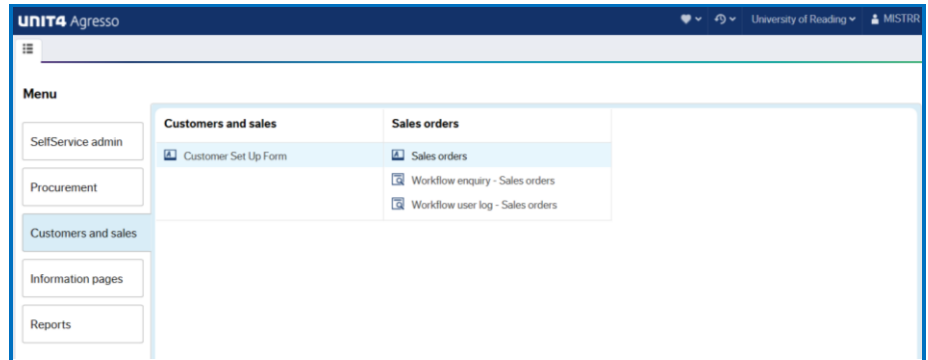 UNIT4 Agresso
University of Reading
MISTRR
Menu
SelfService admin
Procurement
Customers and sales
Information pages
Reports
Customers and sales
Customer Set Up Form
Sales orders
Sales orders
Workflow enquiry - Sales orders
Workflow user log - Sales orders